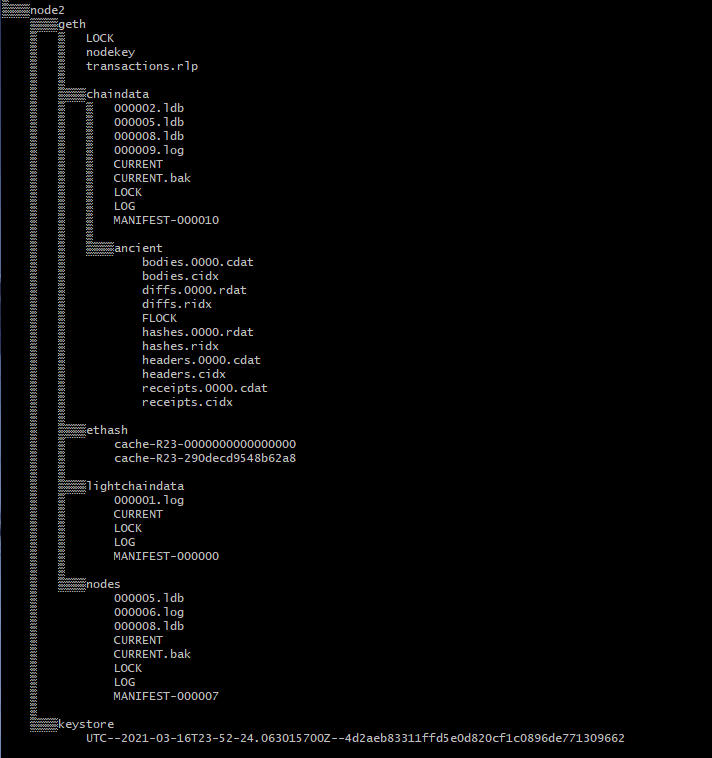 node2
geth
LOCK
nodekey
transactions.rlp
chaindata
000002.ldb
000005.ldb
000008.ldb
000009.log
CURRENT
CURRENT.bak
LOCK
LOG
MANIFEST-000010
ancient
bodies.0000.cdat
bodies.cidx
diffs.0000.rdat
diffs.ridx
FLOCK
hashes.0000.rdat
hashes.ridx
headers.0000.cdat
headers.cidx
receipts.0000.cdat
receipts.cidx
ethash
cache-R23-0000000000000000
cache-R23-290decd9548b62a8
lightchaindata
000001.log
CURRENT
LOCK
LOG
MANIFEST-000000
nodes
000005.ldb
000006.log
000008.ldb
CURRENT
CURRENT.bak
LOCK
LOG
MANIFEST-000007
keystore
UTC--2021-03-16T23-52-24.063015700Z--4d2aeb83311ffd5e0d820cf1c0896de771309662